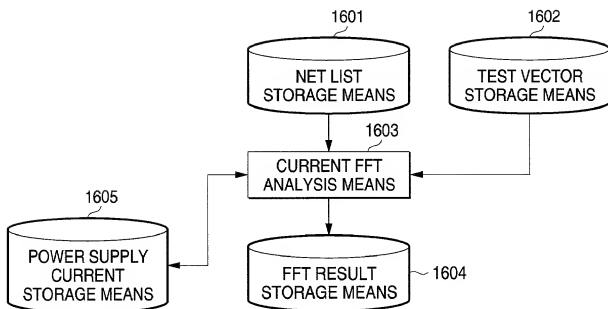 1601
1602
NET LIST
STORAGE MEANS
TEST VECTOR
STORAGE MEANS
1603
CURRENT FFT
ANALYSIS MEANS
1605
POWER SUPPLY
CURRENT
STORAGE MEANS
FFT RESULT
STORAGE MEANS
1604